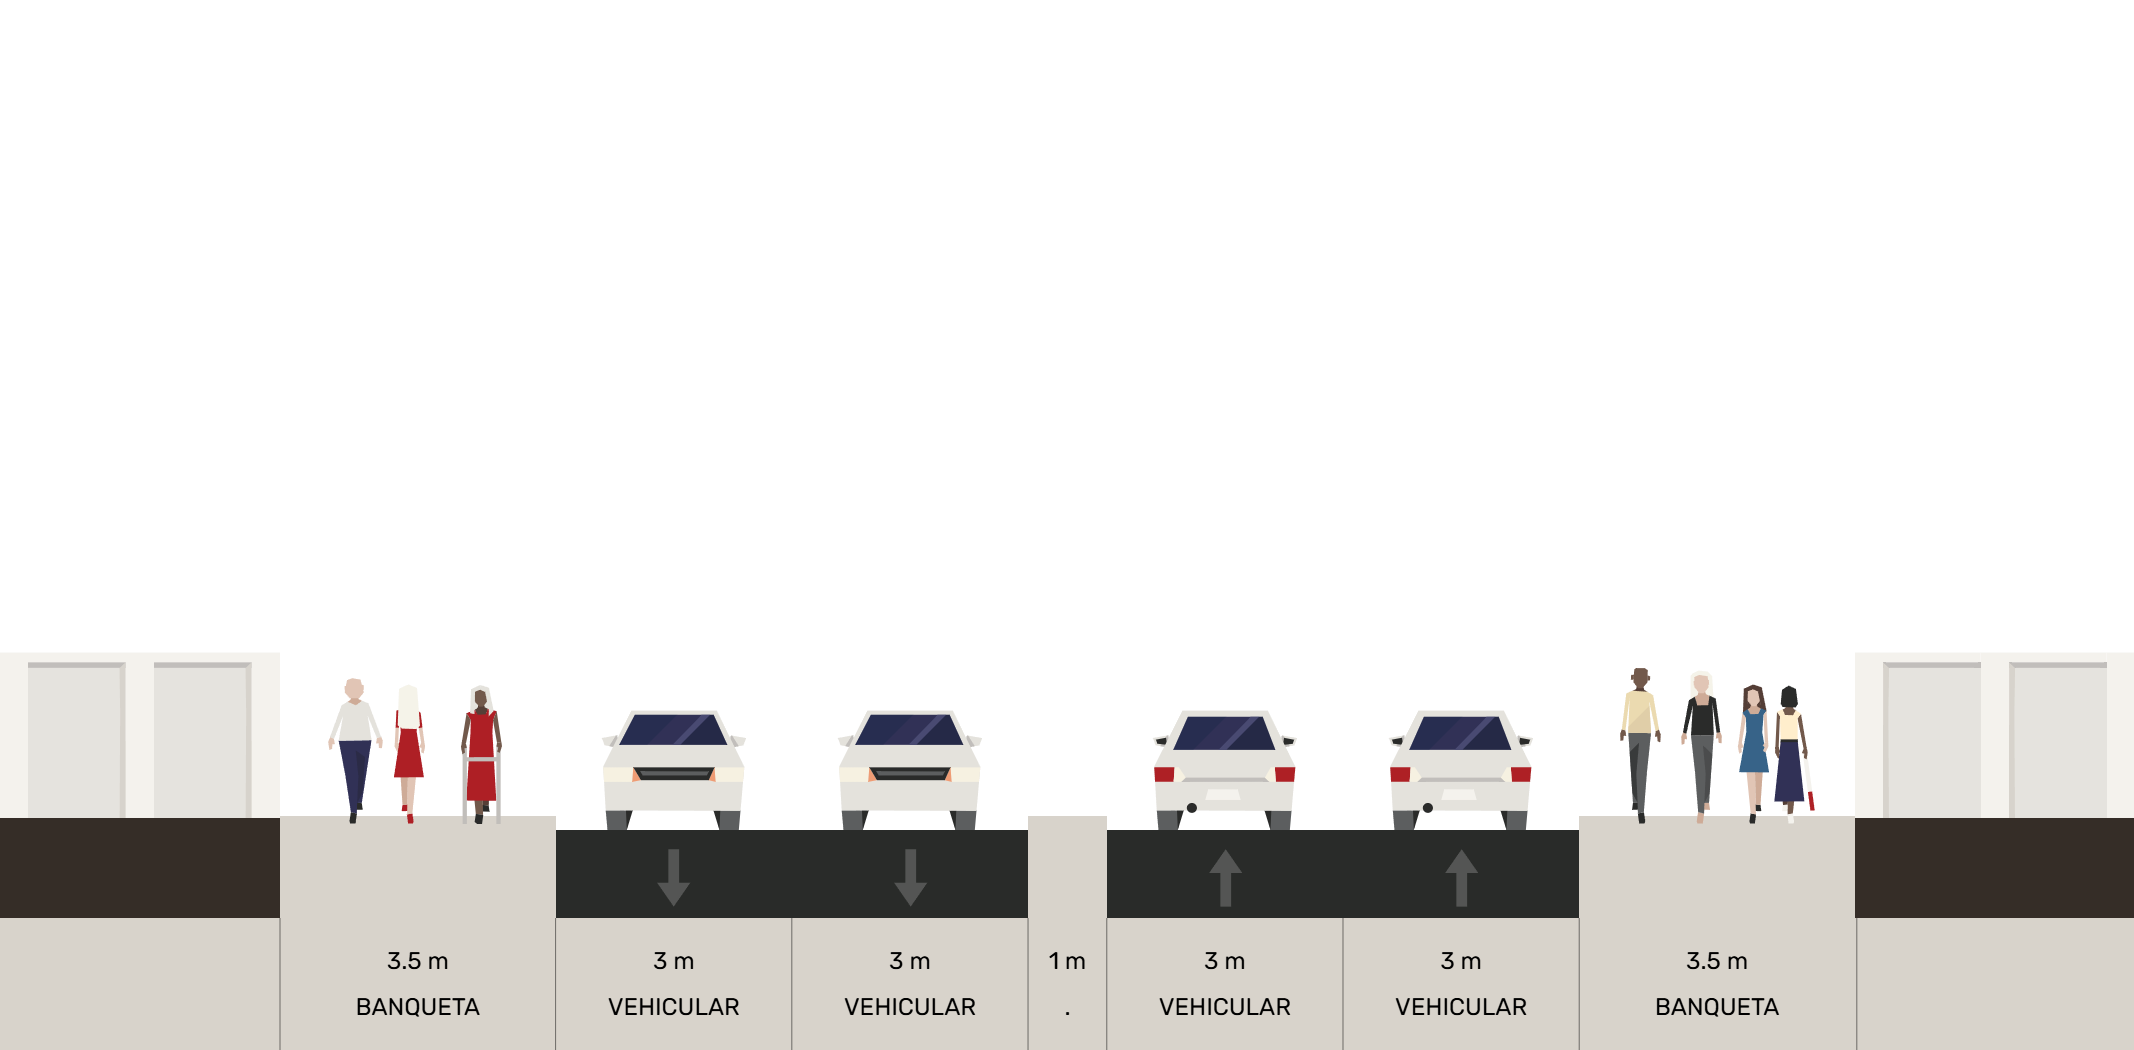 3.5 m
BANQUETA
3 m
VEHICULAR
3 m
VEHICULAR
1 m
.
3 m
VEHICULAR
3 m
VEHICULAR
3.5 m
BANQUETA